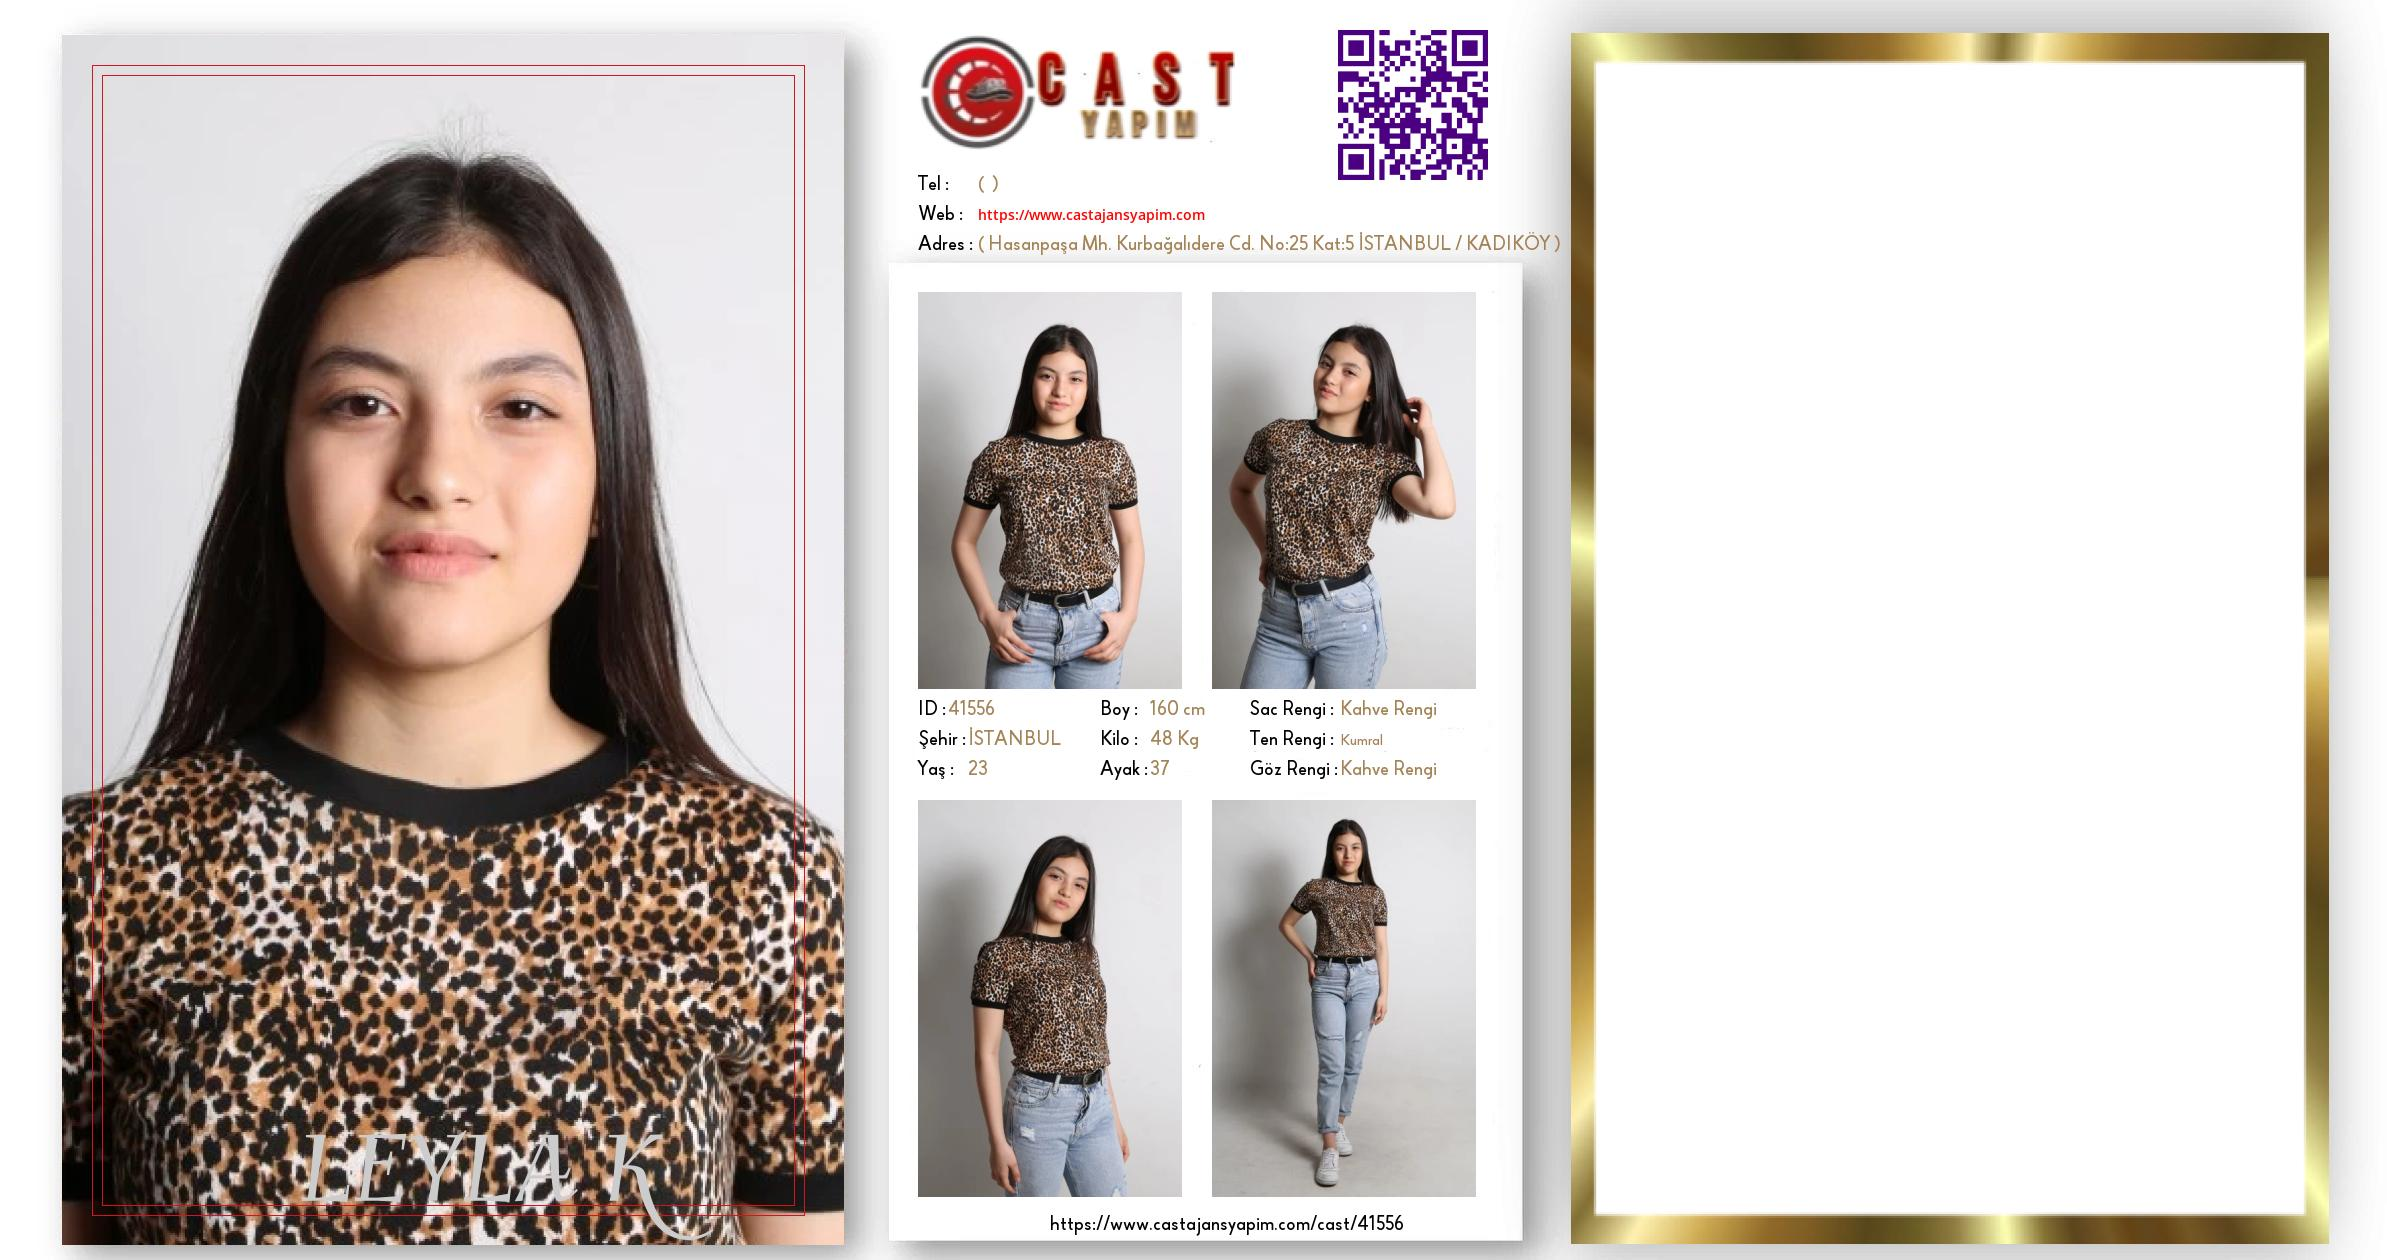 LEYLA K
CAST
YAPIM
Tel : ( )
Web : https://www.castajansyapim.com
Adres : ( Hasanpaşa Mh. Kurbağalıdere Cd. No:25 Kat:5 İSTANBUL / KADIKÖY )
ID : 41556 Boy : 160 cm Sac Rengi : Kahve Rengi
Şehir : İSTANBUL Kilo : 48 Kg Ten Rengi : Kumral
Yaş : 23 Ayak : 37 Göz Rengi : Kahve Rengi
https://www.castajansyapim.com/cast/41556